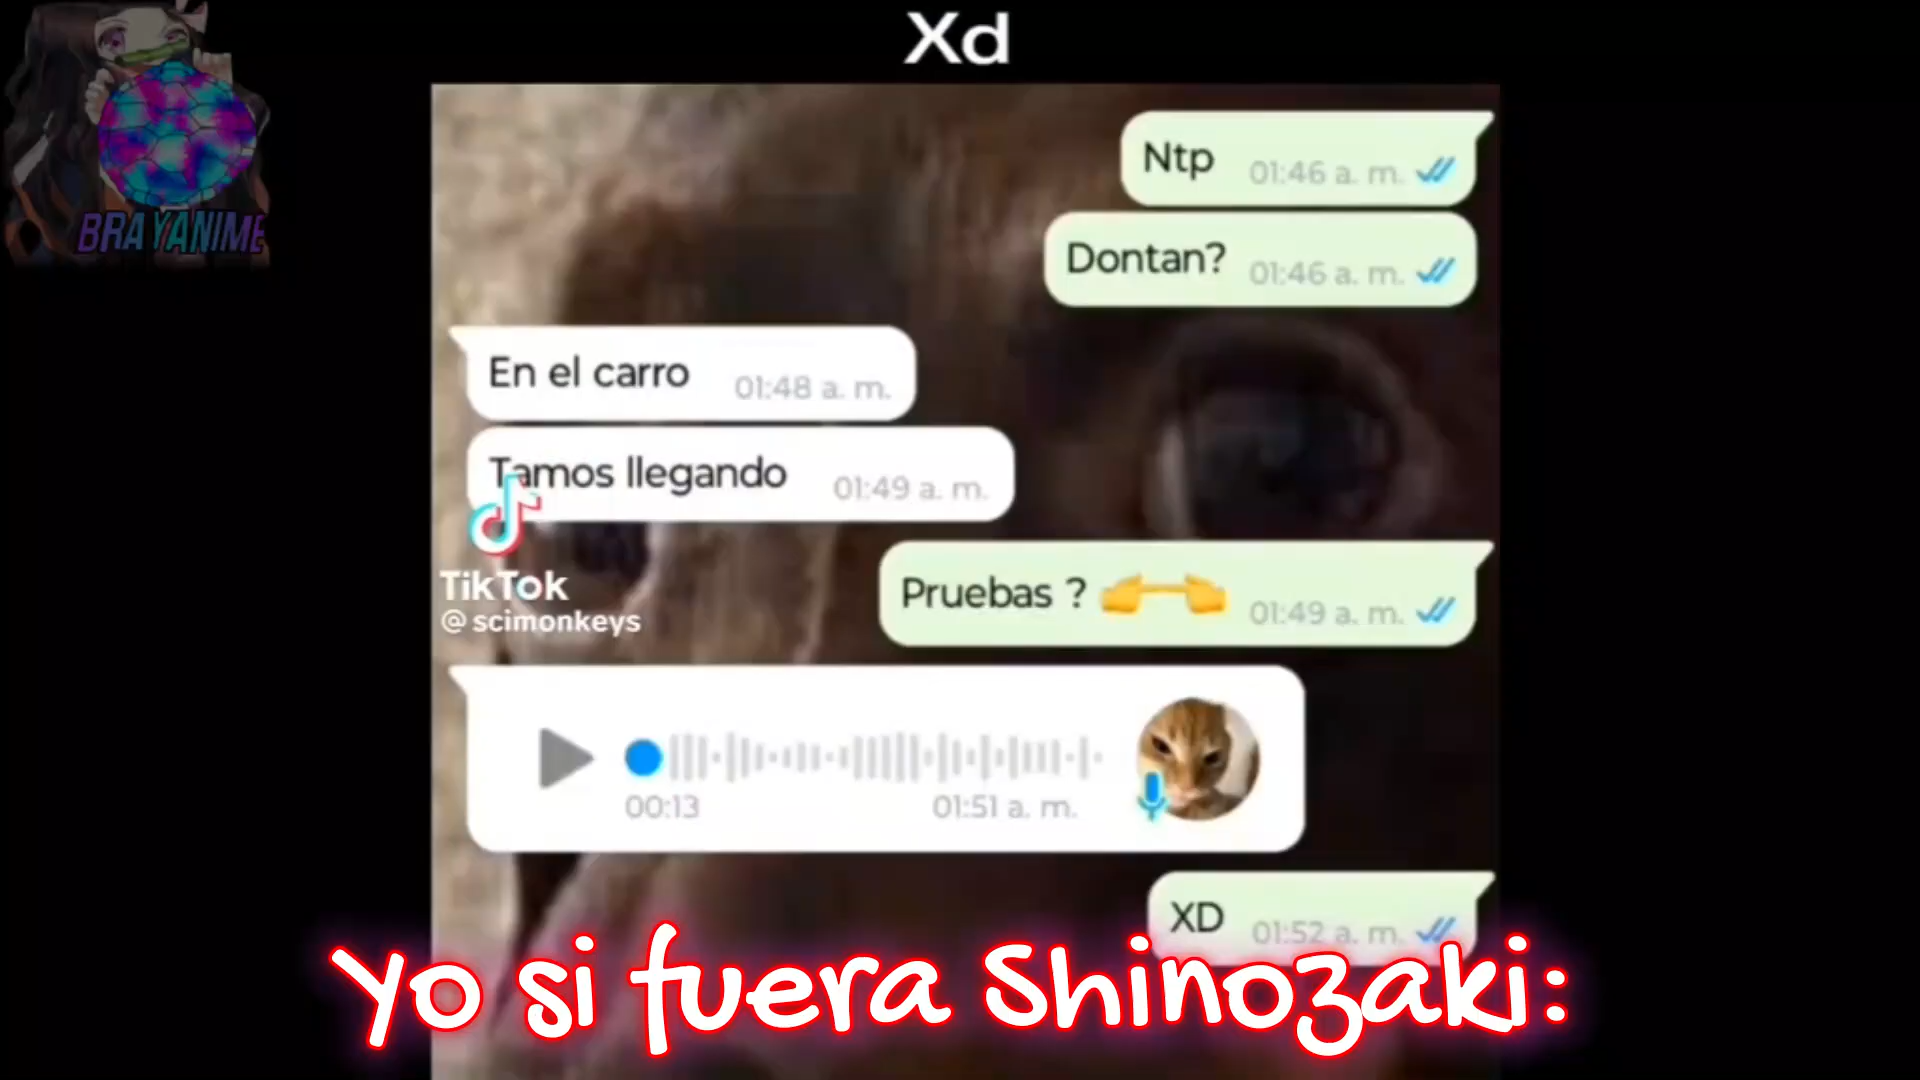 Xd
BRAYANIME
Ntp 01:46 a. m.
Dontan? 01:46 a. m.
En el carro 01:48 a. m.
Tamos llegando 01:49 a. m.
TikTok
@scimonkeys
Pruebas ? 01:49 a. m.
00:13 01:51 a. m.
XD 01:52 a. m.
Yo si fuera Shinozaki: